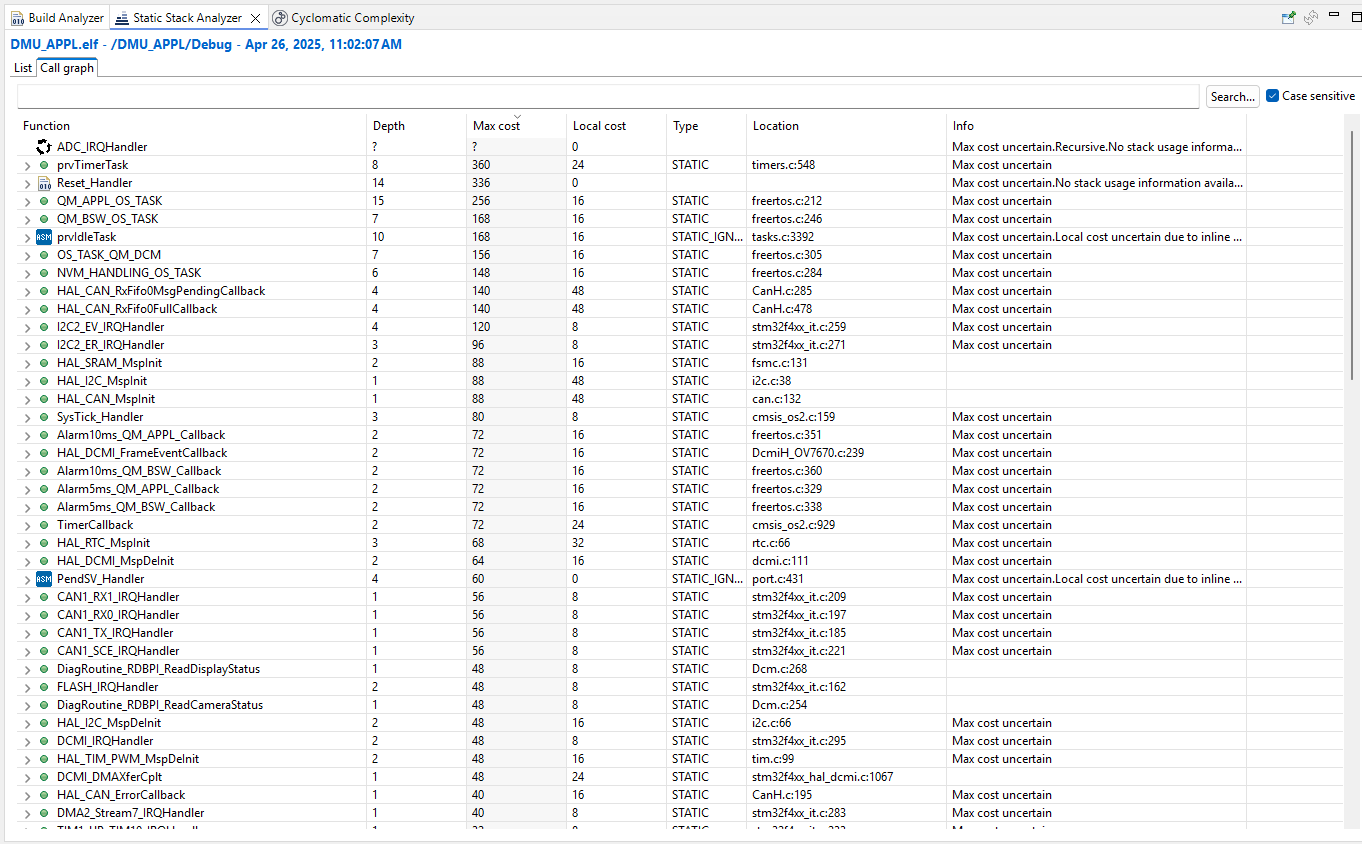 Build Analyzer Static Stack Analyzer Cyclomatic Complexity
DMU_APPL.elf - /DMU_APPL/Debug - Apr 26, 2025, 11:02:07 AM
List Call graph
Search... Case sensitive
Function Depth Max cost Local cost Type Location Info
ADC_IRQHandler ? ? 0 Max cost uncertain.Recursive.No stack usage informa...
prvTimerTask 8 360 24 STATIC timers.c:548 Max cost uncertain
010 Reset_Handler 14 336 0 Max cost uncertain.No stack usage information availa...
QM_APPL_OS_TASK 15 256 16 STATIC freertos.c:212 Max cost uncertain
QM_BSW_OS_TASK 7 168 16 STATIC freertos.c:246 Max cost uncertain
ASM prvIdleTask 10 168 16 STATIC_IGN... tasks.c:3392 Max cost uncertain.Local cost uncertain due to inline ...
OS_TASK_QM_DCM 7 156 16 STATIC freertos.c:305 Max cost uncertain
NVM_HANDLING_OS_TASK 6 148 16 STATIC freertos.c:284 Max cost uncertain
HAL_CAN_RxFifo0MsgPendingCallback 4 140 48 STATIC CanH.c:285 Max cost uncertain
HAL_CAN_RxFifo0FullCallback 4 140 48 STATIC CanH.c:478 Max cost uncertain
I2C2_EV_IRQHandler 4 120 8 STATIC stm32f4xx_it.c:259 Max cost uncertain
I2C2_ER_IRQHandler 3 96 8 STATIC stm32f4xx_it.c:271 Max cost uncertain
HAL_SRAM_MspInit 2 88 16 STATIC fsmc.c:131
HAL_I2C_MspInit 1 88 48 STATIC i2c.c:38
HAL_CAN_MspInit 1 88 48 STATIC can.c:132
SysTick_Handler 3 80 8 STATIC cmsis_os2.c:159 Max cost uncertain
Alarm10ms_QM_APPL_Callback 2 72 16 STATIC freertos.c:351 Max cost uncertain
HAL_DCMI_FrameEventCallback 2 72 16 STATIC DcmiH_OV7670.c:239 Max cost uncertain
Alarm10ms_QM_BSW_Callback 2 72 16 STATIC freertos.c:360 Max cost uncertain
Alarm5ms_QM_APPL_Callback 2 72 16 STATIC freertos.c:329 Max cost uncertain
Alarm5ms_QM_BSW_Callback 2 72 16 STATIC freertos.c:338 Max cost uncertain
TimerCallback 2 72 24 STATIC cmsis_os2.c:929 Max cost uncertain
HAL_RTC_MspInit 3 68 32 STATIC rtc.c:66 Max cost uncertain
HAL_DCMI_MspDeInit 2 64 16 STATIC dcmi.c:111 Max cost uncertain
ASM PendSV_Handler 4 60 0 STATIC_IGN... port.c:431 Max cost uncertain.Local cost uncertain due to inline ...
CAN1_RX1_IRQHandler 1 56 8 STATIC stm32f4xx_it.c:209 Max cost uncertain
CAN1_RX0_IRQHandler 1 56 8 STATIC stm32f4xx_it.c:197 Max cost uncertain
CAN1_TX_IRQHandler 1 56 8 STATIC stm32f4xx_it.c:185 Max cost uncertain
CAN1_SCE_IRQHandler 1 56 8 STATIC stm32f4xx_it.c:221 Max cost uncertain
DiagRoutine_RDBPI_ReadDisplayStatus 1 48 8 STATIC Dcm.c:268
FLASH_IRQHandler 2 48 8 STATIC stm32f4xx_it.c:162
DiagRoutine_RDBPI_ReadCameraStatus 1 48 8 STATIC Dcm.c:254
HAL_I2C_MspDeInit 2 48 16 STATIC i2c.c:66 Max cost uncertain
DCMI_IRQHandler 2 48 8 STATIC stm32f4xx_it.c:295 Max cost uncertain
HAL_TIM_PWM_MspDeInit 2 48 16 STATIC tim.c:99 Max cost uncertain
DCMI_DMAXferCplt 1 48 24 STATIC stm32f4xx_hal_dcmi.c:1067
HAL_CAN_ErrorCallback 1 40 16 STATIC CanH.c:195 Max cost uncertain
DMA2_Stream7_IRQHandler 1 40 8 STATIC stm32f4xx_it.c:283 Max cost uncertain